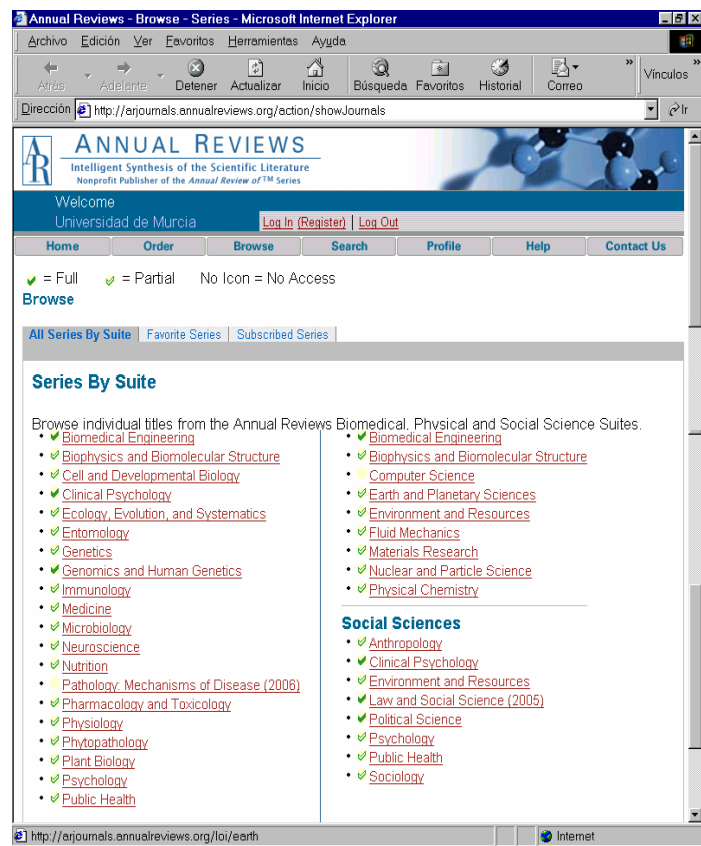 Annual Reviews - Browse - Series - Microsoft Internet Explorer
Archivo Edición Ver Favoritos Herramientas Ayuda
Atrás Adelante Detener Actualizar Inicio Búsqueda Favoritos Historial Correo » Vínculos »
Dirección http://arjournals.annualreviews.org/action/showJournals Ir
AR
ANNUAL REVIEWS
Intelligent Synthesis of the Scientific Literature
Nonprofit Publisher of the Annual Review of™ Series
Welcome
Universidad de Murcia Log In (Register) | Log Out
Home Order Browse Search Profile Help Contact Us
= Full = Partial No Icon = No Access
Browse
All Series By Suite Favorite Series Subscribed Series
Series By Suite
Browse individual titles from the Annual Reviews Biomedical, Physical and Social Science Suites.
Biomedical Engineering
Biophysics and Biomolecular Structure
Cell and Developmental Biology
Clinical Psychology
Ecology, Evolution, and Systematics
Entomology
Genetics
Genomics and Human Genetics
Immunology
Medicine
Microbiology
Neuroscience
Nutrition
Pathology: Mechanisms of Disease (2006)
Pharmacology and Toxicology
Physiology
Phytopathology
Plant Biology
Psychology
Public Health
Biomedical Engineering
Biophysics and Biomolecular Structure
Computer Science
Earth and Planetary Sciences
Environment and Resources
Fluid Mechanics
Materials Research
Nuclear and Particle Science
Physical Chemistry
Social Sciences
Anthropology
Clinical Psychology
Environment and Resources
Law and Social Science (2005)
Political Science
Psychology
Public Health
Sociology
http://arjournals.annualreviews.org/loi/earth Internet